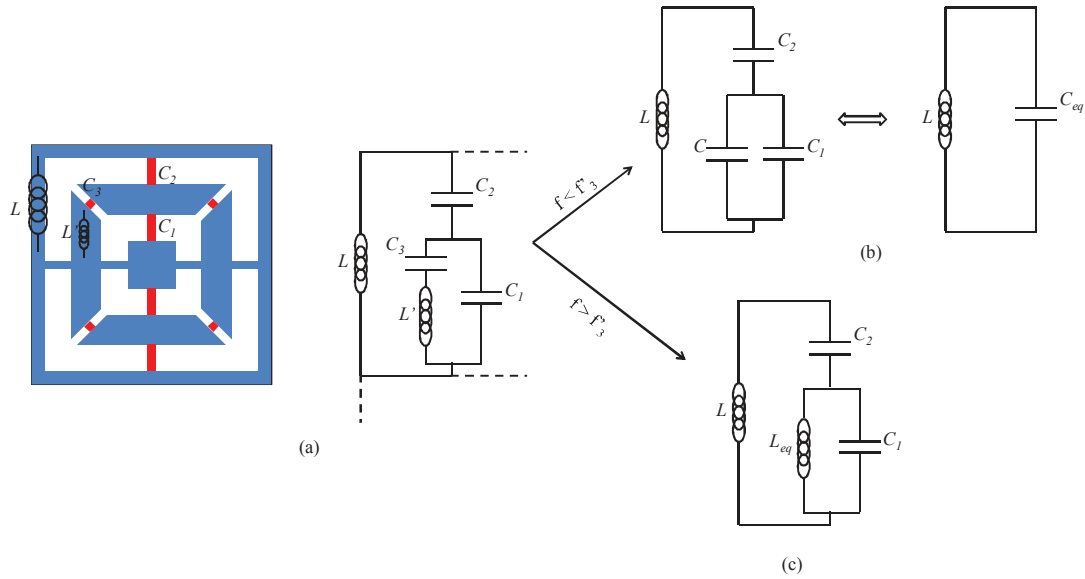 L
C3
L'
C2
C1
L
C2
C3
L'
C1
(a)
f < f'3
f > f'3
L
C2
C
C1
(b)
L
Ceq
L
C2
Leq
C1
(c)